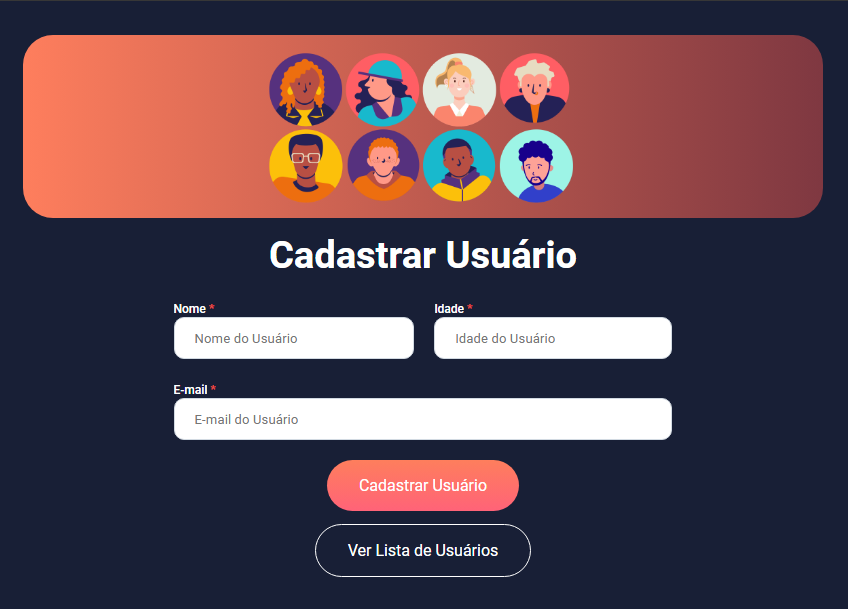 Cadastrar Usuário
Nome * Idade *
Nome do Usuário Idade do Usuário
E-mail *
E-mail do Usuário
Cadastrar Usuário
Ver Lista de Usuários